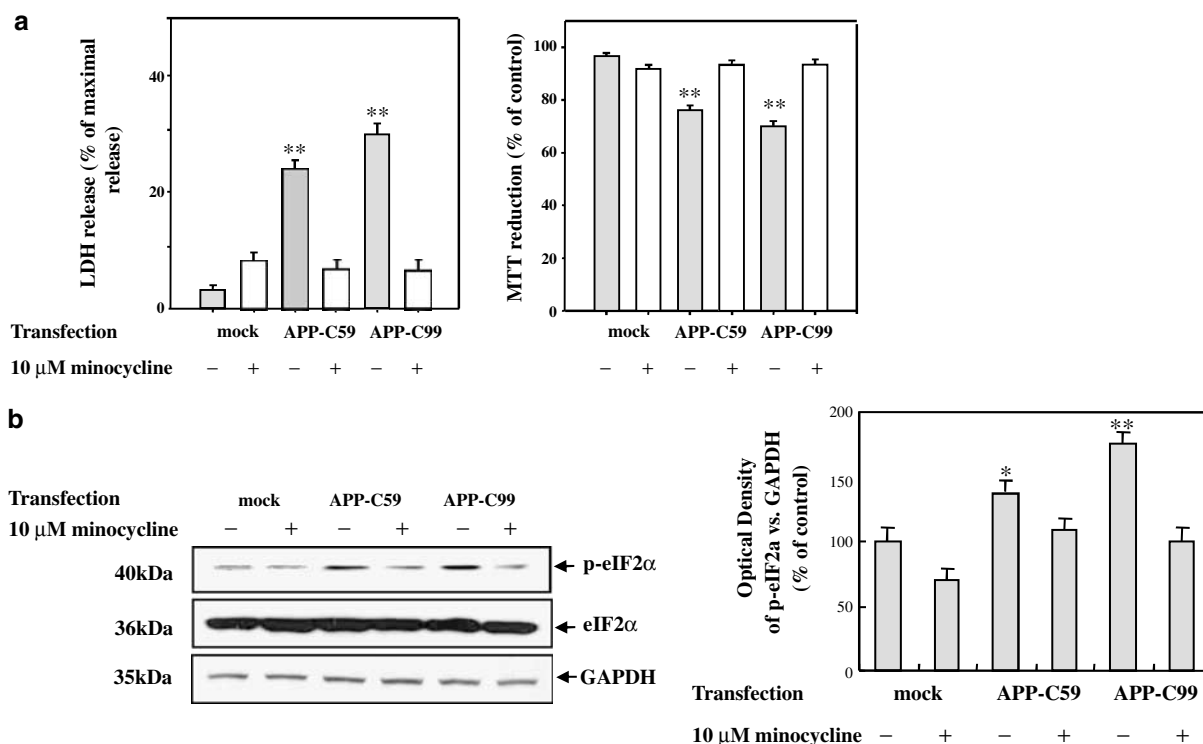 a
LDH release (% of maximal
release)
40
20
0
** **
Transfection mock APP-C59 APP-C99
10 μM minocycline − + − + − +
MTT reduction (% of control)
100
80
60
40
20
0
** **
mock APP-C59 APP-C99
− + − + − +
b
Transfection mock APP-C59 APP-C99
10 μM minocycline − + − + − +
40kDa p-eIF2α
36kDa eIF2α
35kDa GAPDH
Optical Density
of p-eIF2a vs. GAPDH
(% of control)
200
150
100
50
0
* **
Transfection mock APP-C59 APP-C99
10 μM minocycline − + − + − +